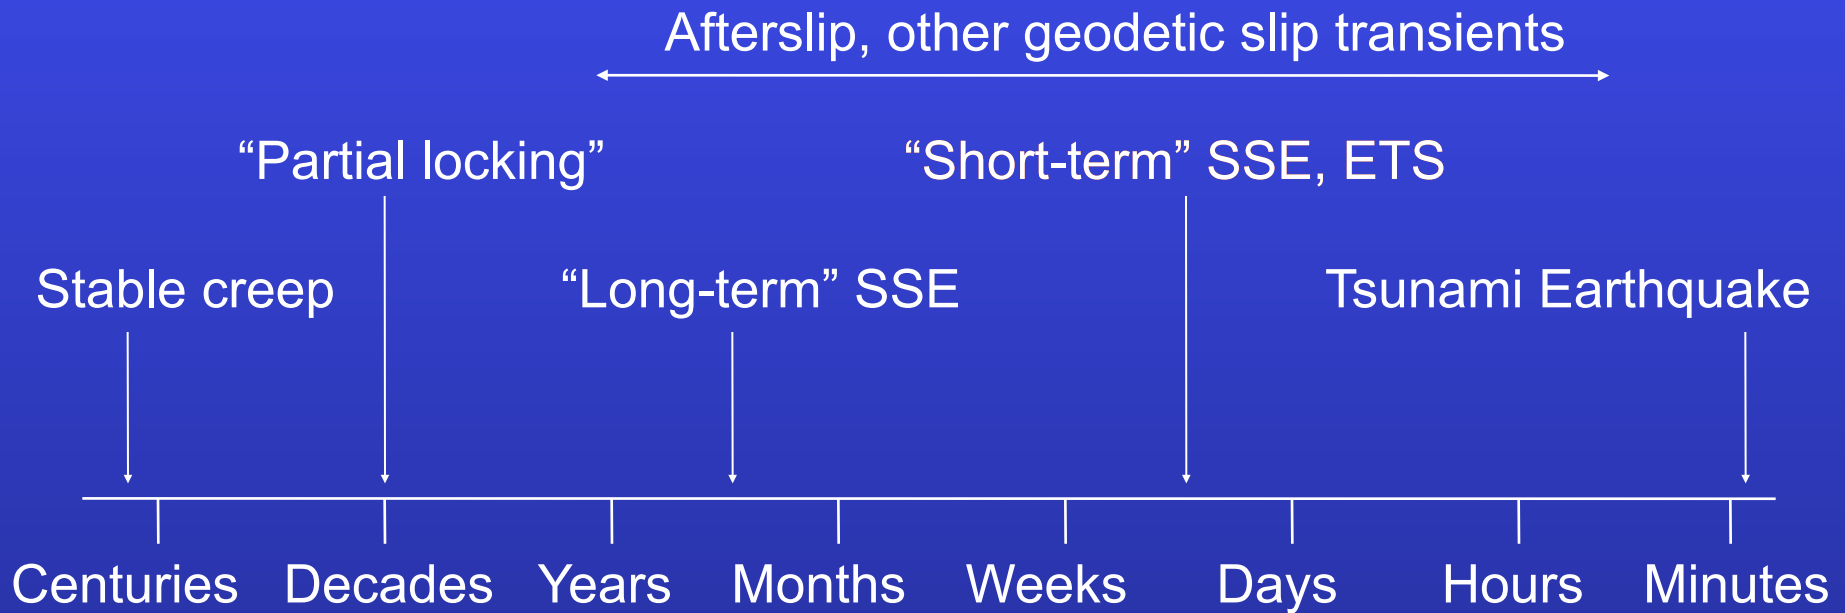 Afterslip, other geodetic slip transients
“Partial locking”
“Short-term” SSE, ETS
Stable creep
“Long-term” SSE
Tsunami Earthquake
Centuries
Decades
Years
Months
Weeks
Days
Hours
Minutes